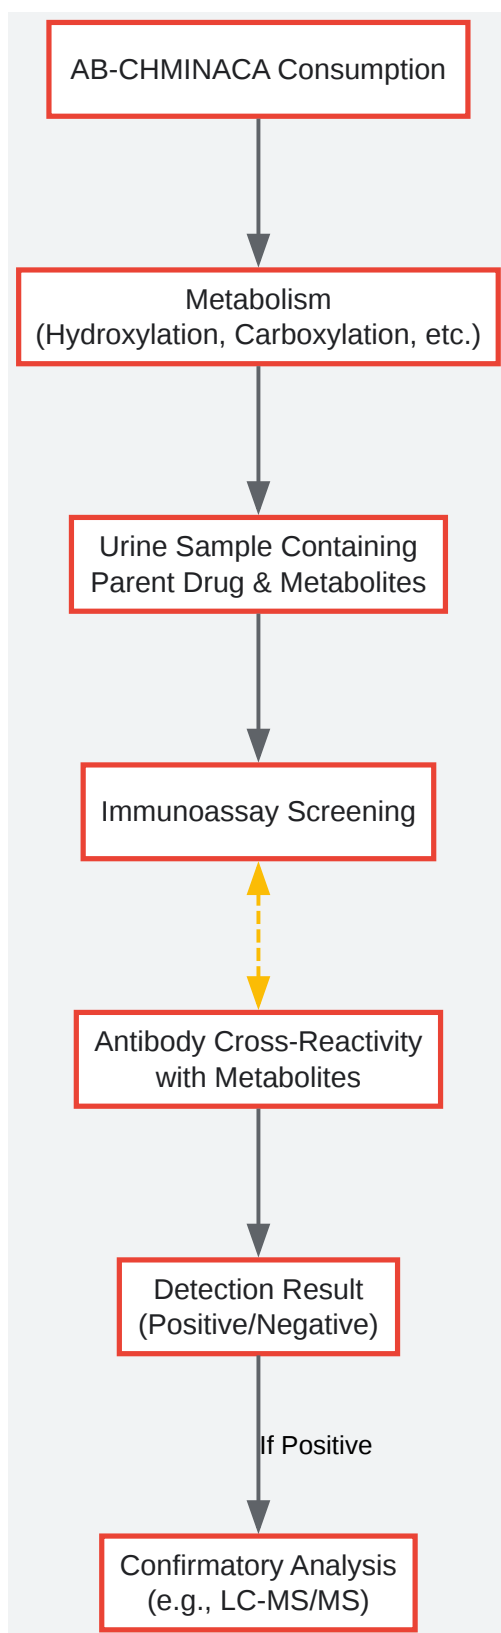 AB-CHMINACA Consumption
Metabolism
(Hydroxylation, Carboxylation, etc.)
Urine Sample Containing
Parent Drug & Metabolites
Immunoassay Screening
Antibody Cross-Reactivity
with Metabolites
Detection Result
(Positive/Negative)
If Positive
Confirmatory Analysis
(e.g., LC-MS/MS)